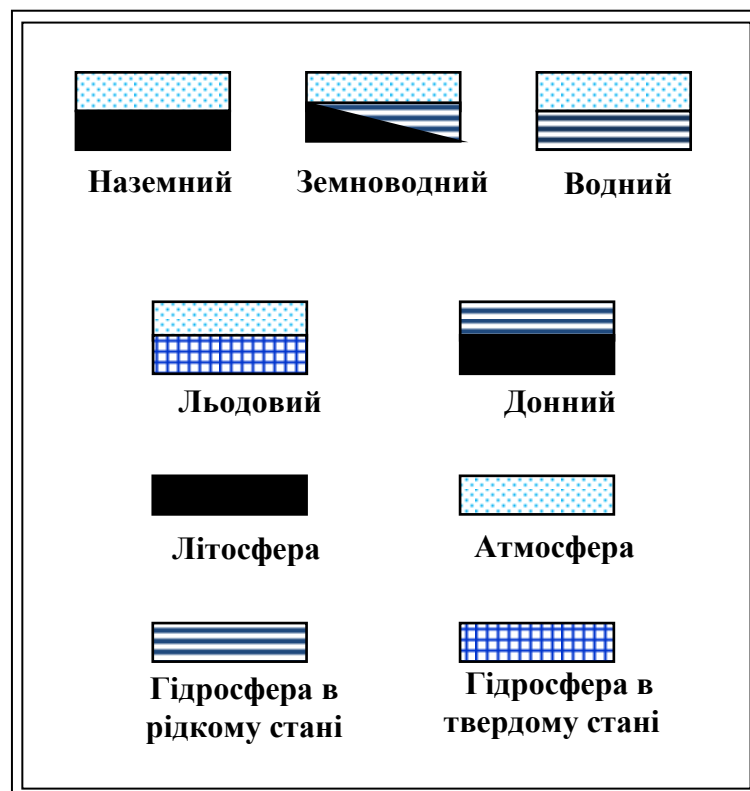 Наземний
Земноводний
Водний
Льодовий
Донний
Літосфера
Атмосфера
Гідросфера в
рідкому стані
Гідросфера в
твердому стані